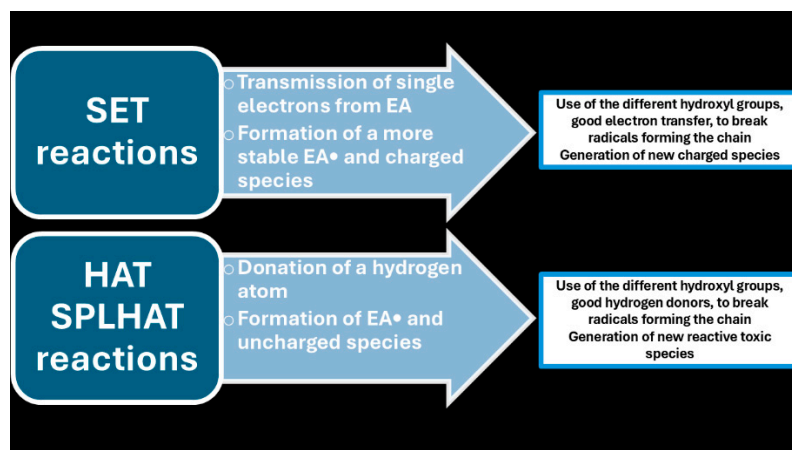 SET
reactions
○Transmission of single
electrons from EA
○Formation of a more
stable EA• and charged
species
Use of the different hydroxyl groups,
good electron transfer, to break
radicals forming the chain
Generation of new charged species
HAT
SPLHAT
reactions
○Donation of a hydrogen
atom
○Formation of EA• and
uncharged species
Use of the different hydroxyl groups,
good hydrogen donors, to break
radicals forming the chain
Generation of new reactive toxic
species